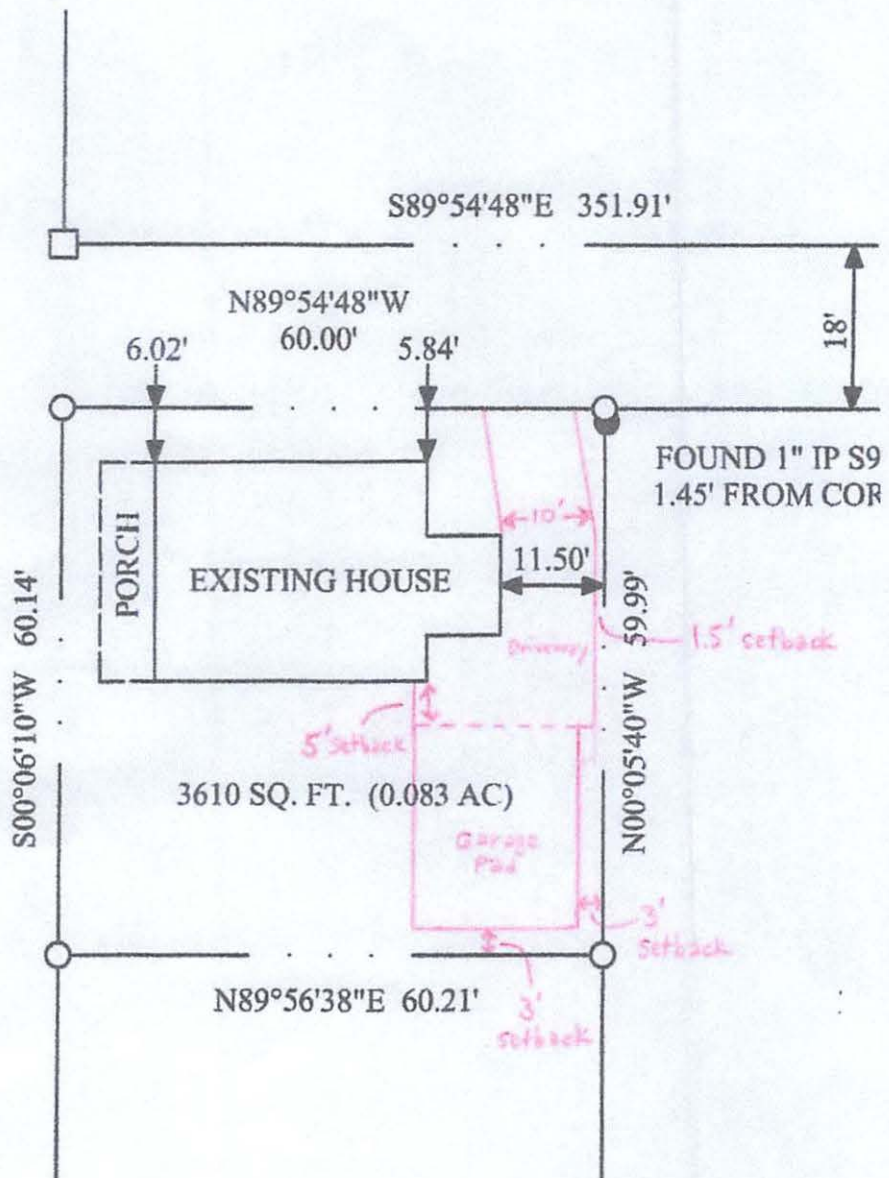 S89°54'48"E 351.91'
N89°54'48"W
60.00'
6.02'
5.84'
18'
FOUND 1" IP S9
1.45' FROM COR
10'
PORCH
EXISTING HOUSE
11.50'
S00°06'10"W 60.14'
N00°05'40"W 59.99'
Driveway
1.5' setback
5' setback
3610 SQ. FT. (0.083 AC)
Garage
Pad
3'
setback
N89°56'38"E 60.21'
3'
setback